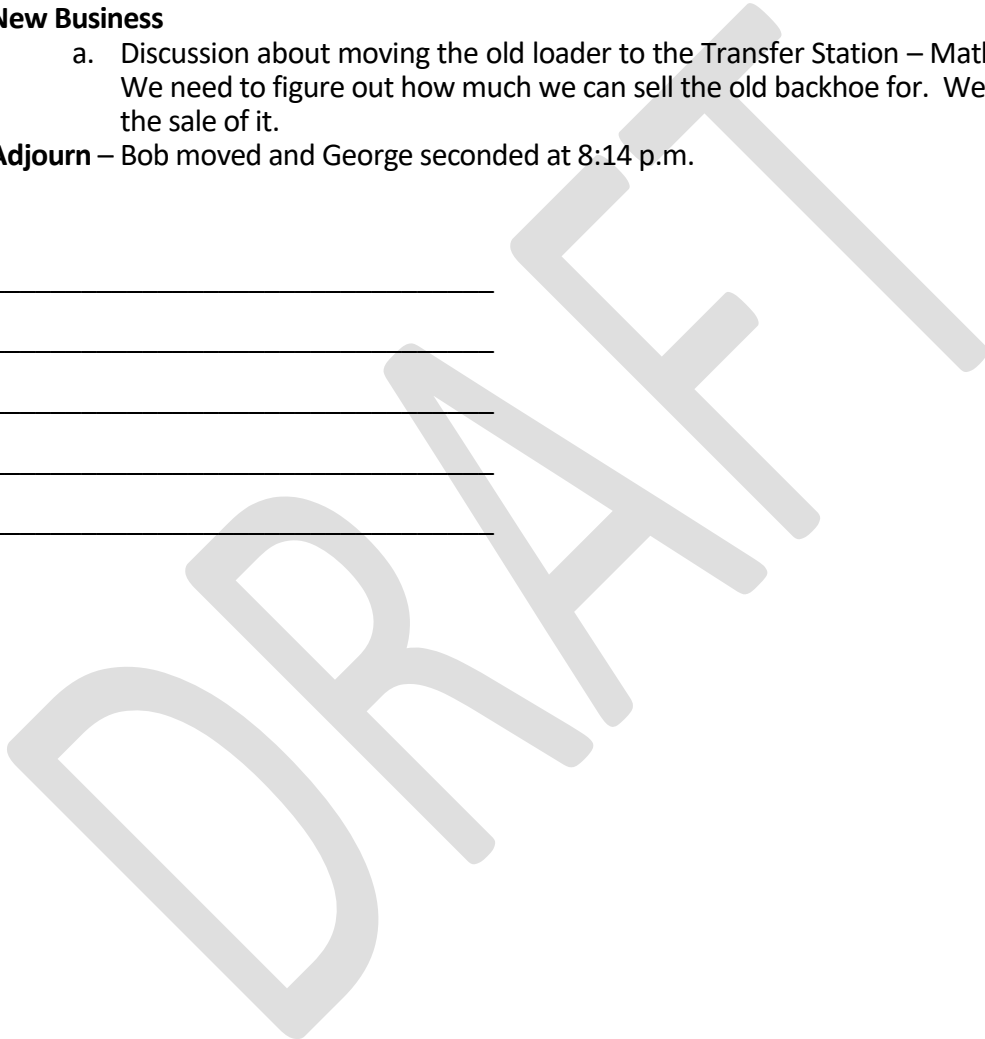 New Business
a. Discussion about moving the old loader to the Transfer Station –
We need to figure out how much we can sell the old backhoe for. We
the sale of it.
Adjourn – Bob moved and George seconded at 8:14 p.m.
DRAFT